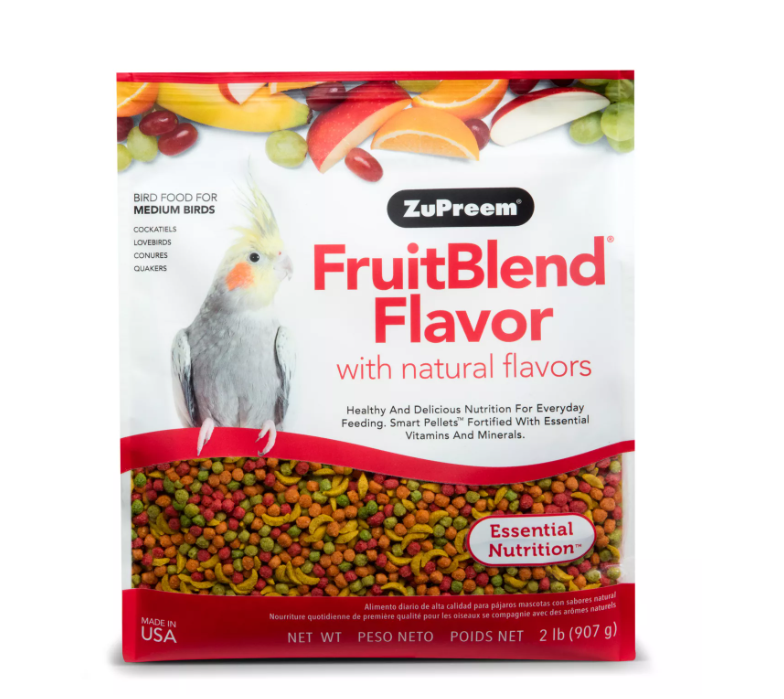 BIRD FOOD FOR
MEDIUM BIRDS
COCKATIELS
LOVEBIRDS
CONURES
QUAKERS
ZuPreem®
FruitBlend®
Flavor
with natural flavors
Healthy And Delicious Nutrition For Everyday
Feeding. Smart Pellets™ Fortified With Essential
Vitamins And Minerals.
Essential
Nutrition™
Alimento diario de alta calidad para pájaros mascotas con sabores natural
Nourriture quotidienne de première qualité pour les oiseaux se compagnie avec des arômes naturels
MADE IN
USA
NET WT PESO NETO POIDS NET 2 lb (907 g)